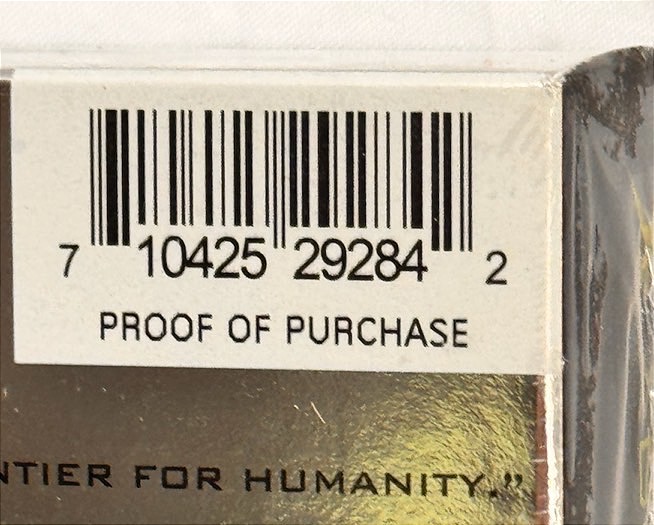 7 10425 29284 2
PROOF OF PURCHASE
NTIER FOR HUMANITY."